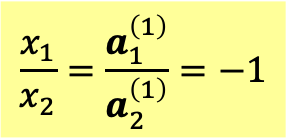 x₁/x₂ = a₁⁽¹⁾/a₂⁽¹⁾ = −1